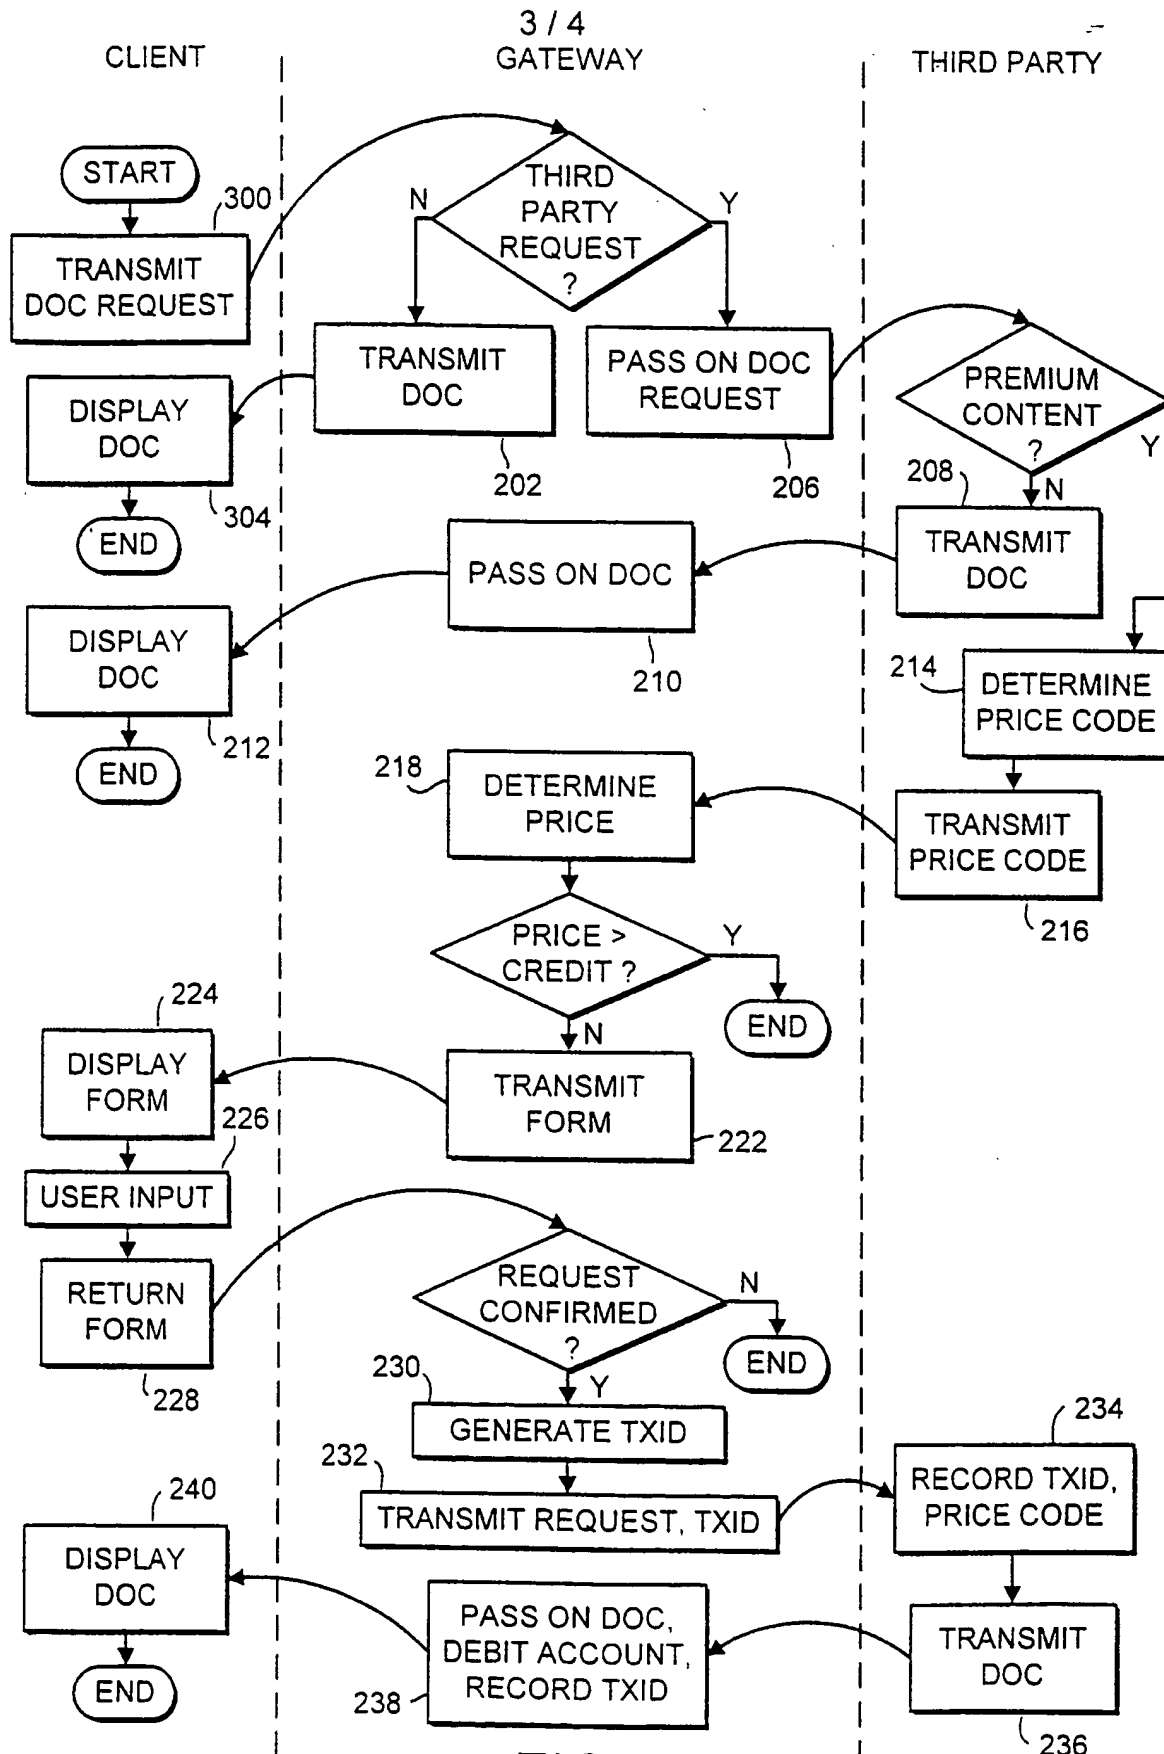 3 / 4
CLIENT
GATEWAY
THIRD PARTY
START
300
TRANSMIT
DOC REQUEST
THIRD
PARTY
REQUEST
?
N
Y
TRANSMIT
DOC
202
PASS ON DOC
REQUEST
206
PREMIUM
CONTENT
?
Y
N
DISPLAY
DOC
304
END
208
TRANSMIT
DOC
PASS ON DOC
210
DISPLAY
DOC
212
END
214
DETERMINE
PRICE CODE
218
DETERMINE
PRICE
TRANSMIT
PRICE CODE
216
PRICE >
CREDIT ?
Y
END
N
224
DISPLAY
FORM
TRANSMIT
FORM
222
226
USER INPUT
RETURN
FORM
228
REQUEST
CONFIRMED
?
N
END
Y
230
GENERATE TXID
232
TRANSMIT REQUEST, TXID
234
RECORD TXID,
PRICE CODE
240
DISPLAY
DOC
END
PASS ON DOC,
DEBIT ACCOUNT,
RECORD TXID
238
TRANSMIT
DOC
236